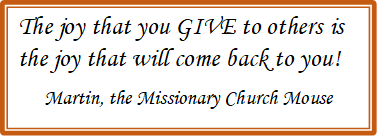 The joy that you GIVE to others is
the joy that will come back to you!
Martin, the Missionary Church Mouse